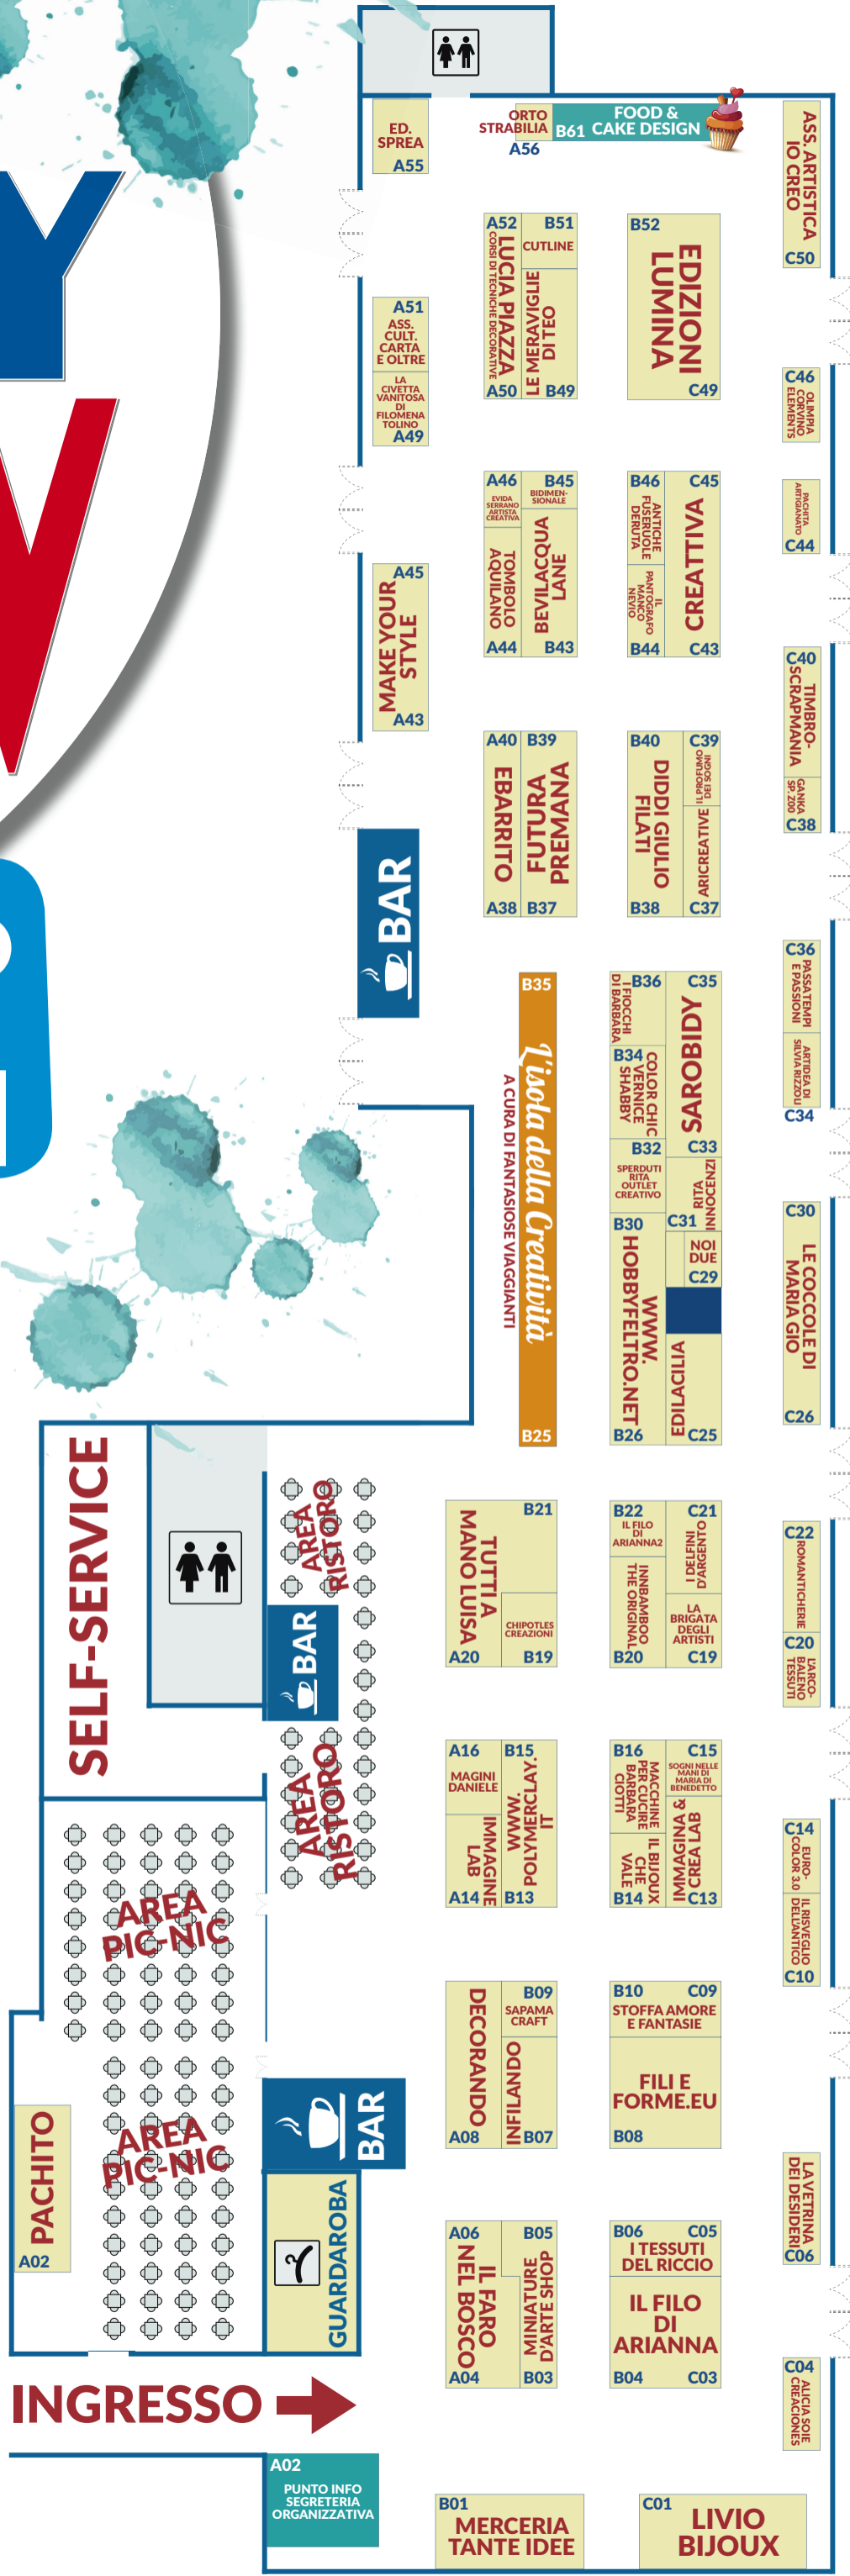 Y
W
ED.
SPREA
A55
ORTO
STRABILIA
A56
B61
FOOD &
CAKE DESIGN
ASS. ARTISTICA
IO CREO
C50
A52
LUCIA PIAZZA
CORSI DI TECNICHE DECORATIVE
A50
B51
CUTLINE
LE MERAVIGLIE
DI TEO
B49
B52
EDIZIONI
LUMINA
C49
A51
ASS.
CULT.
CARTA
E OLTRE
LA
CIVETTA
VANITOSA
DI
FILOMENA
TOLINO
A49
C46
OLIMPIA
CORVINO
ELEMENTS
A46
EVIDA
SERRANO
ARTISTA
CREATIVA
TOMBOLO
AQUILANO
A44
B45
BIDIMEN-
SIONALE
BEVILACQUA
LANE
B43
B46
ANTICHE
FUSERUOLE
DERUTA
IL
PANTOGRAFO
MANCO
NEVIO
B44
C45
CREATTIVA
C43
PACHITA
ARTIGIANATO
C44
A45
MAKE YOUR
STYLE
A43
C40
TIMBRO-
SCRAPMANIA
GANKA
SP. ZOO
C38
A40
EBARRITO
A38
B39
FUTURA
PREMANA
B37
B40
DIDDI GIULIO
FILATI
B38
C39
IL PROFUMO
DEI SOGNI
ARICREATIVE
C37
BAR
C36
PASSATEMPI
E PASSIONI
ARTIDEA DI
SILVIA RIZZOLI
C34
B35
L'isola della Creatività
A CURA DI FANTASIOSE VIAGGIANTI
B25
B36
I FIOCCHI
DI BARBARA
B34
COLOR CHIC
VERNICE
SHABBY
B32
SPERDUTI
RITA
OUTLET
CREATIVO
B30
WWW.
HOBBYFELTRO.NET
B26
C35
SAROBIDY
C33
RITA
INNOCENZI
C31
NOI
DUE
C29
EDILACILIA
C25
C30
LE COCCOLE DI
MARIA GIO
C26
SELF-SERVICE
AREA
RISTORO
BAR
AREA
RISTORO
B21
TUTTI A
MANO LUISA
A20
CHIPOTLES
CREAZIONI
B19
B22
IL FILO
DI
ARIANNA2
INNBAMBOO
THE ORIGINAL
B20
C21
I DELFINI
D'ARGENTO
LA
BRIGATA
DEGLI
ARTISTI
C19
C22
ROMANTICHERIE
C20
L'ARCO-
BALENO
TESSUTI
A16
MAGINI
DANIELE
IMMAGINE
LAB
A14
B15
WWW.
POLYMERCLAY.
IT
B13
B16
MACCHINE
PER CUCIRE
BARBARA
CIOTTI
IL BIJOUX
CHE
VALE
B14
C15
SOGNI NELLE
MANI DI
MARIA DI
BENEDETTO
INMAGINA &
CREA LAB
C13
C14
EURO-
COLOR 3.0
IL RISVEGLIO
DELL'ANTICO
C10
AREA
PIC-NIC
DECORANDO
A08
B09
SAPAMA
CRAFT
INFILANDO
B07
B10
C09
STOFFA AMORE
E FANTASIE
FILI E
FORME.EU
B08
AREA
PIC-NIC
PACHITO
A02
BAR
GUARDAROBA
LA VETRINA
DEI DESIDERI
C06
A06
IL FARO
NEL BOSCO
A04
B05
MINIATURE
D'ARTE SHOP
B03
B06
C05
I TESSUTI
DEL RICCIO
IL FILO
DI
ARIANNA
B04
C03
C04
ALICIA SOIE
CREACIONES
INGRESSO
A02
PUNTO INFO
SEGRETERIA
ORGANIZZATIVA
B01
MERCERIA
TANTE IDEE
C01
LIVIO
BIJOUX